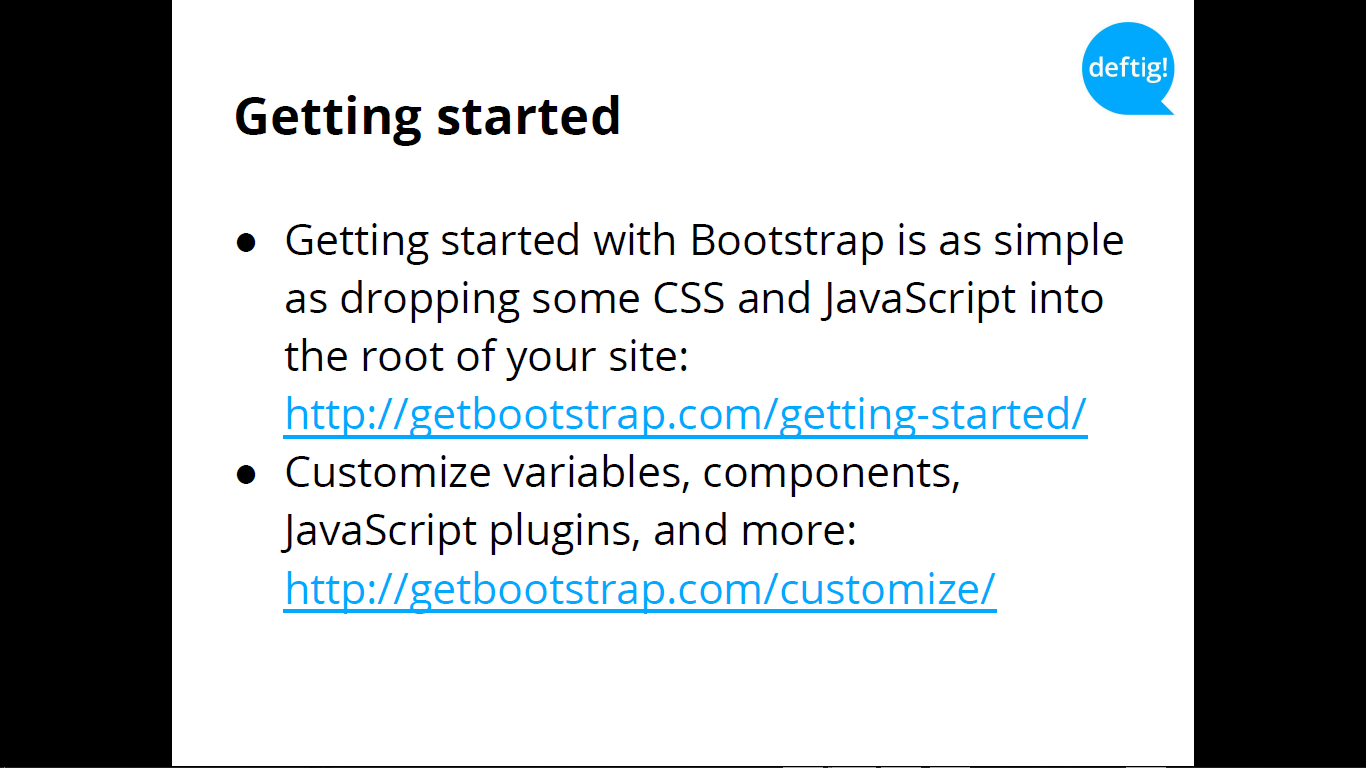 deftig!
Getting started
● Getting started with Bootstrap is as simple
as dropping some CSS and JavaScript into
the root of your site:
http://getbootstrap.com/getting-started/
● Customize variables, components,
JavaScript plugins, and more:
http://getbootstrap.com/customize/